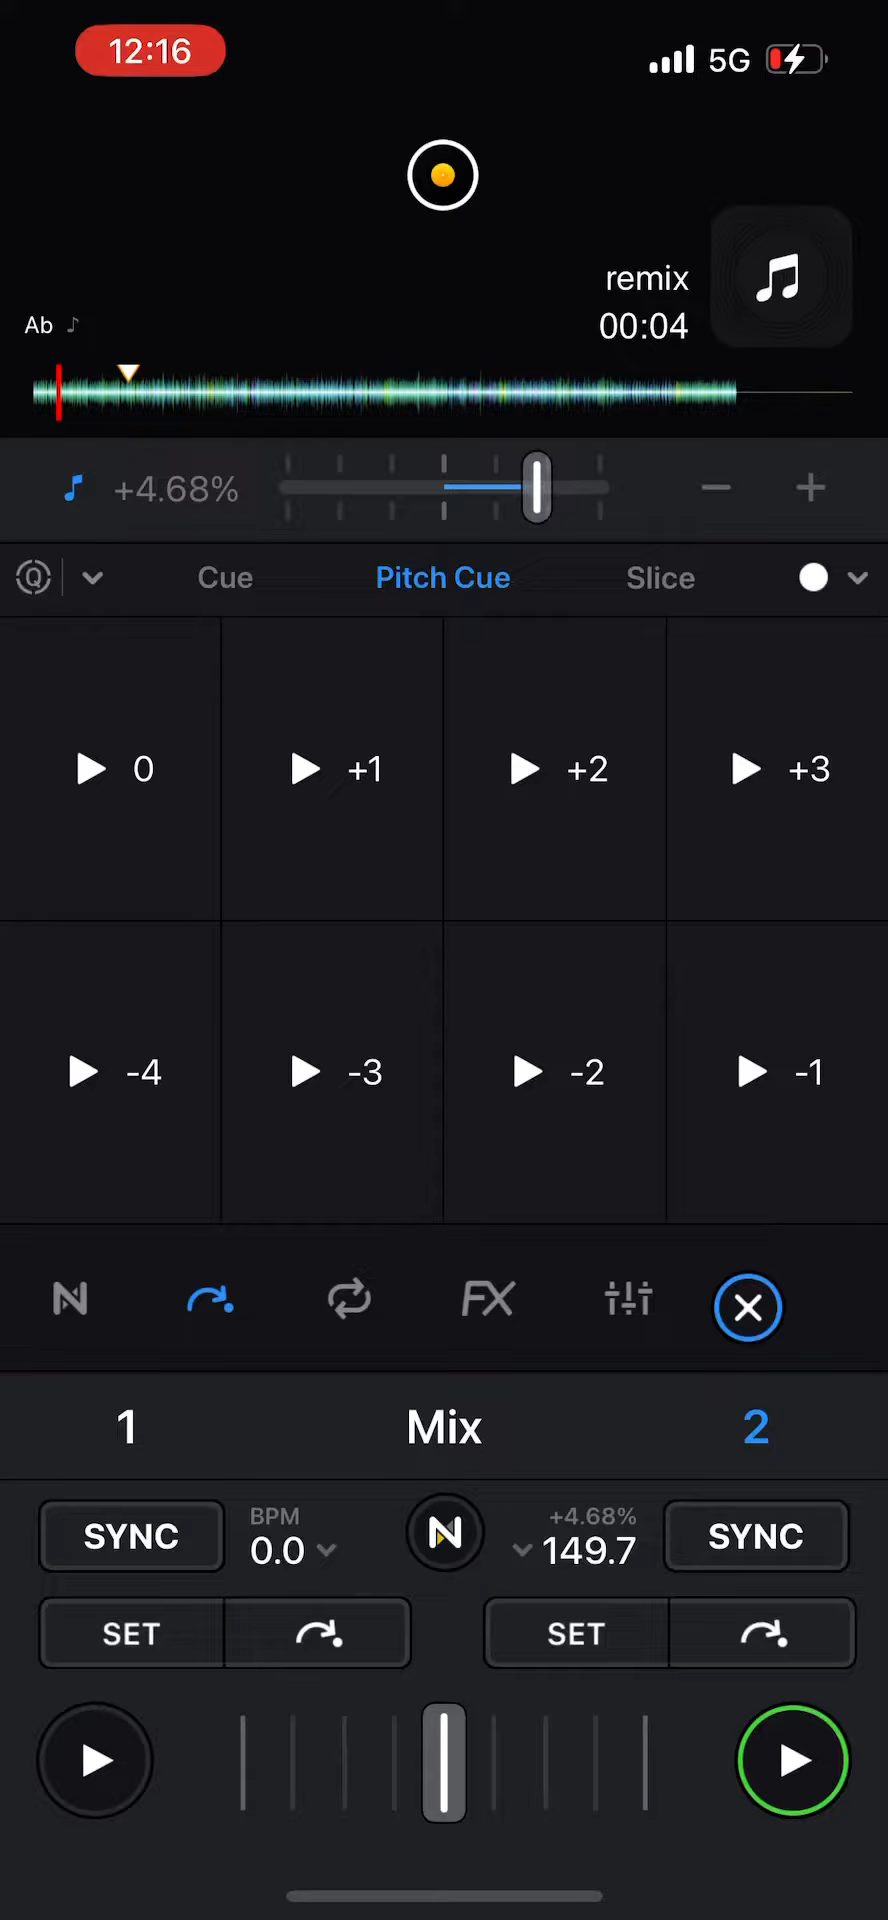 12:16
5G
remix
Ab
00:04
+4.68%
Q
Cue
Pitch Cue
Slice
0
+1
+2
+3
-4
-3
-2
-1
N
FX
1
Mix
2
SYNC
BPM
0.0
N
+4.68%
149.7
SYNC
SET
SET